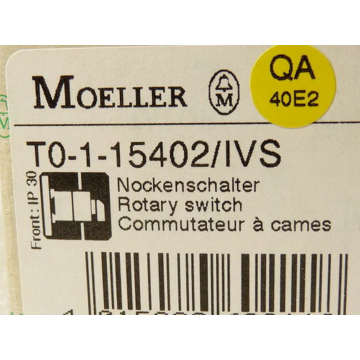 MOELLER
M
QA
40E2
T0-1-15402/IVS
Front: IP 30
Nockenschalter
Rotary switch
Commutateur à cames